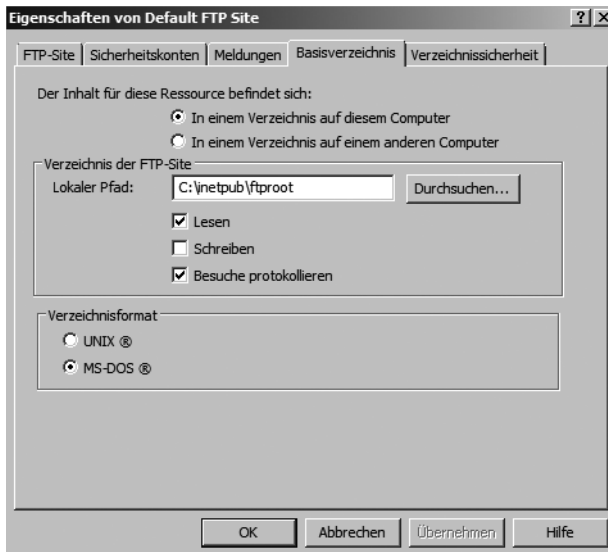 Eigenschaften von Default FTP Site
FTP-Site Sicherheitskonten Meldungen Basisverzeichnis Verzeichnissicherheit
Der Inhalt für diese Ressource befindet sich:
In einem Verzeichnis auf diesem Computer
In einem Verzeichnis auf einem anderen Computer
Verzeichnis der FTP-Site
Lokaler Pfad: C:\inetpub\ftproot Durchsuchen...
Lesen
Schreiben
Besuche protokollieren
Verzeichnisformat
UNIX ®
MS-DOS ®
OK Abbrechen Übernehmen Hilfe